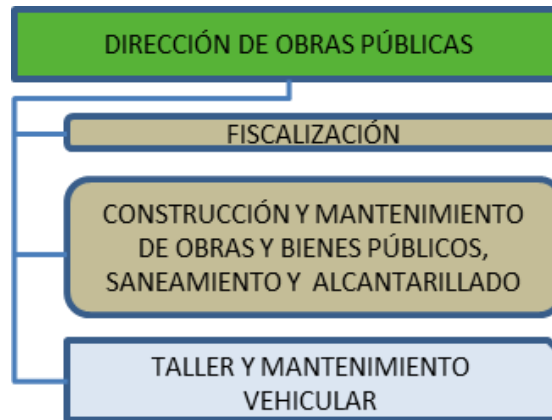 DIRECCIÓN DE OBRAS PÚBLICAS
FISCALIZACIÓN
CONSTRUCCIÓN Y MANTENIMIENTO
DE OBRAS Y BIENES PÚBLICOS,
SANEAMIENTO Y ALCANTARILLADO
TALLER Y MANTENIMIENTO
VEHICULAR